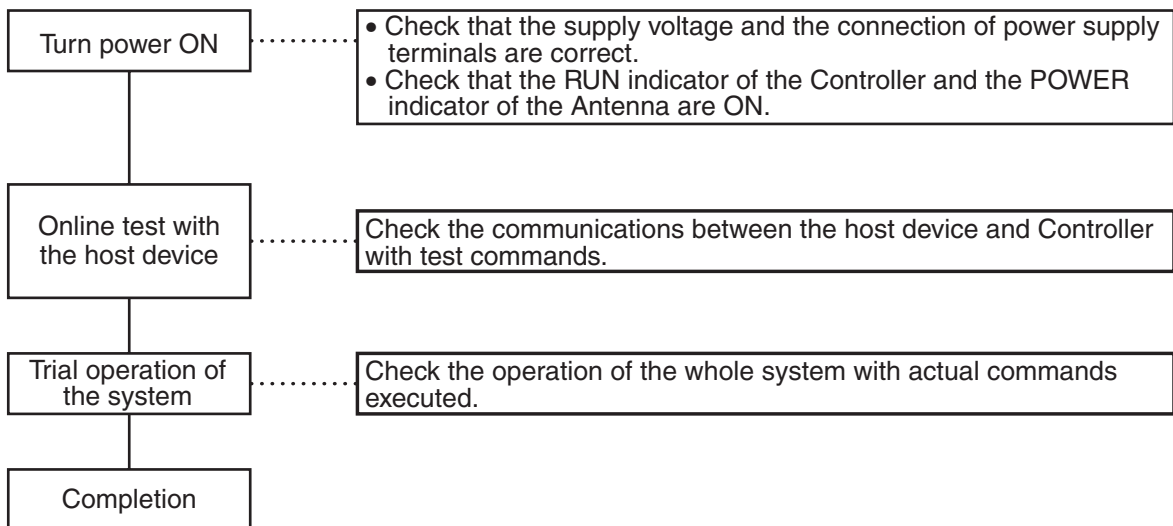 Turn power ON
• Check that the supply voltage and the connection of power supply
terminals are correct.
• Check that the RUN indicator of the Controller and the POWER
indicator of the Antenna are ON.
Online test with
the host device
Check the communications between the host device and Controller
with test commands.
Trial operation of
the system
Check the operation of the whole system with actual commands
executed.
Completion